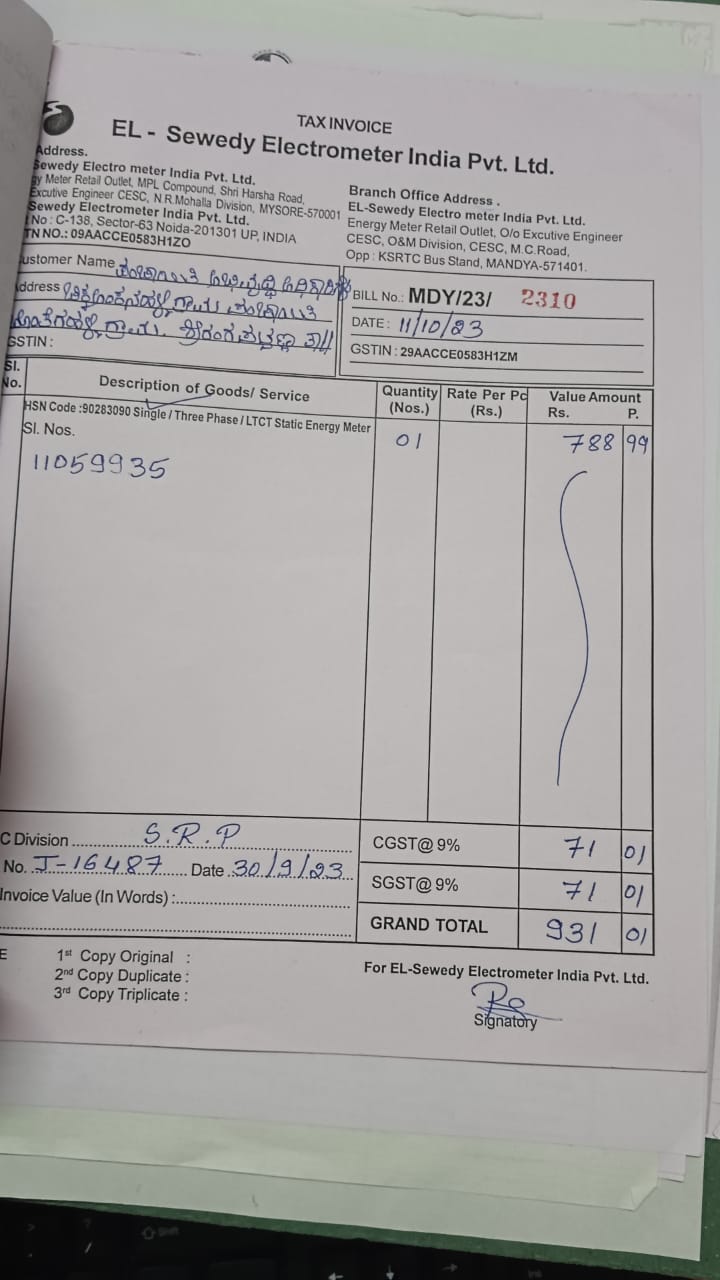 TAX INVOICE
EL - Sewedy Electrometer India Pvt. Ltd.
Address.
Sewedy Electro meter India Pvt. Ltd.
gy Meter Retail Outlet, MPL Compound, Shri Harsha Road,
Excutive Engineer CESC, N.R.Mohalla Division, MYSORE-570001
Sewedy Electrometer India Pvt. Ltd.
No : C-138, Sector-63 Noida-201301 UP, INDIA
TN NO.: 09AACCE0583H1ZO
Branch Office Address .
EL-Sewedy Electro meter India Pvt. Ltd.
Energy Meter Retail Outlet, O/o Excutive Engineer
CESC, O&M Division, CESC, M.C.Road,
Opp : KSRTC Bus Stand, MANDYA-571401.
ustomer Name
ddress
GSTIN :
BILL No.: MDY/23/ 2310
DATE : 11/10/23
GSTIN : 29AACCE0583H1ZM
Sl. No. Description of Goods/ Service Quantity (Nos.) Rate Per Pc (Rs.) Value Amount Rs. P.
HSN Code :90283090 Single / Three Phase / LTCT Static Energy Meter
Sl. Nos. 01 788 99
11059935
C Division S.R.P
No. J-16487 Date 30/9/23
Invoice Value (In Words) :
CGST@ 9% 71 01
SGST@ 9% 71 01
GRAND TOTAL 931 01
E 1st Copy Original :
2nd Copy Duplicate :
3rd Copy Triplicate :
For EL-Sewedy Electrometer India Pvt. Ltd.
Signatory